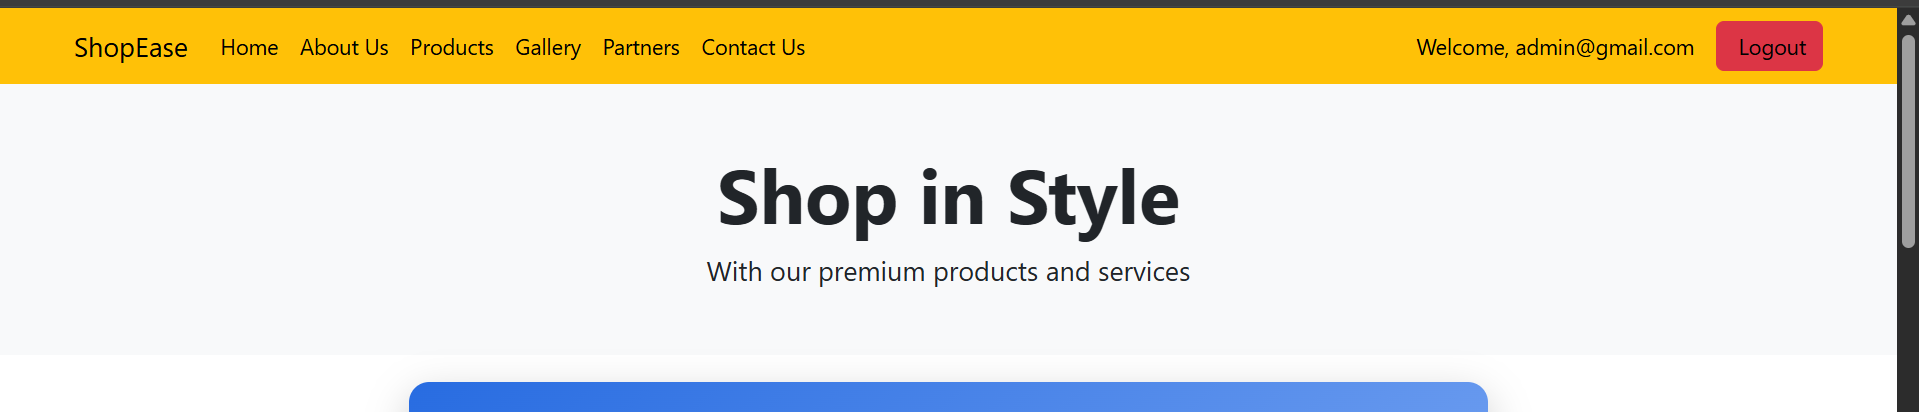 ShopEase Home About Us Products Gallery Partners Contact Us Welcome, admin@gmail.com Logout
Shop in Style
With our premium products and services